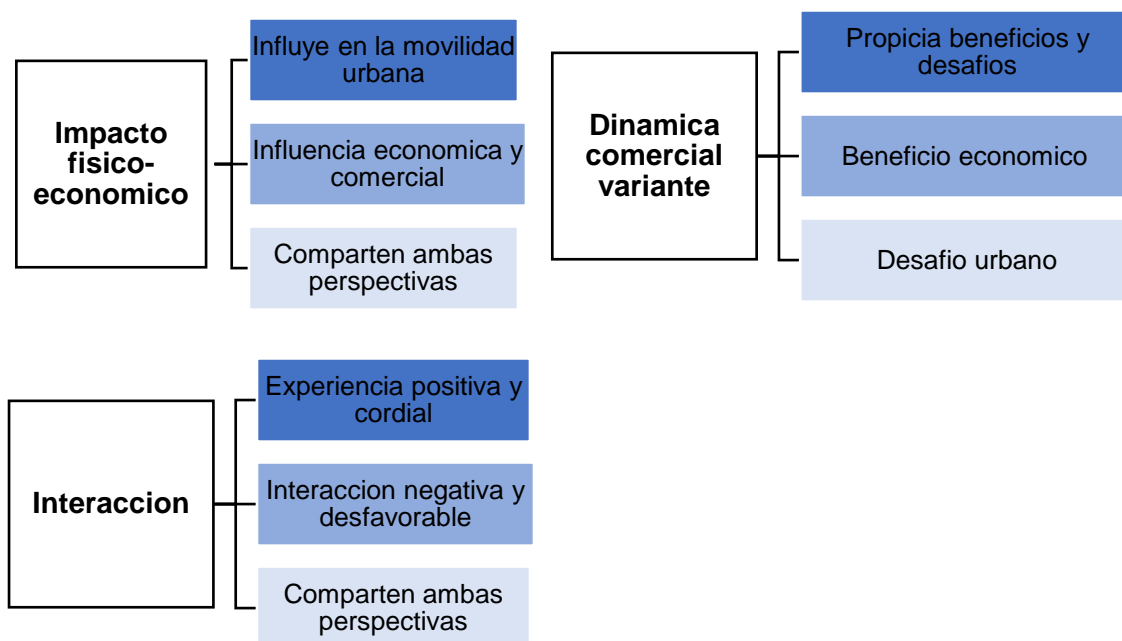 Impacto
fisico-
economico
Influye en la movilidad
urbana
Influencia economica y
comercial
Comparten ambas
perspectivas
Dinamica
comercial
variante
Propicia beneficios y
desafios
Beneficio economico
Desafio urbano
Interaccion
Experiencia positiva y
cordial
Interaccion negativa y
desfavorable
Comparten ambas
perspectivas